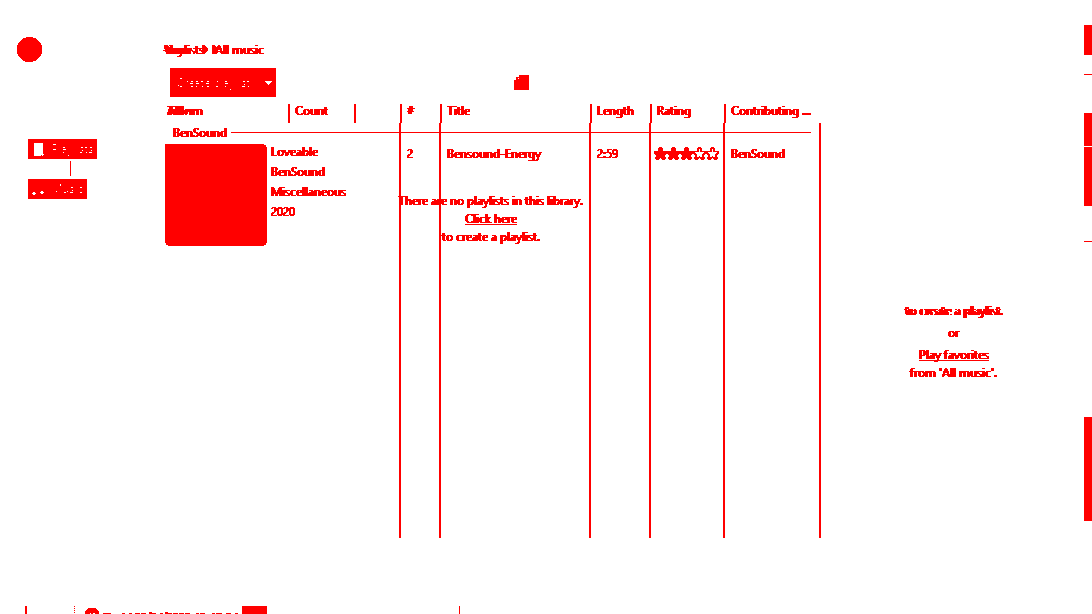 All music
Create playlist
Count
#
Title
Length
Rating
Contributing ...
BenSound
Playlists
Music
Loveable
BenSound
Miscellaneous
2020
2
Bensound-Energy
2:59
BenSound
There are no playlists in this library.
Click here
to create a playlist.
to create a playlist.
or
Play favorites
from 'All music'.